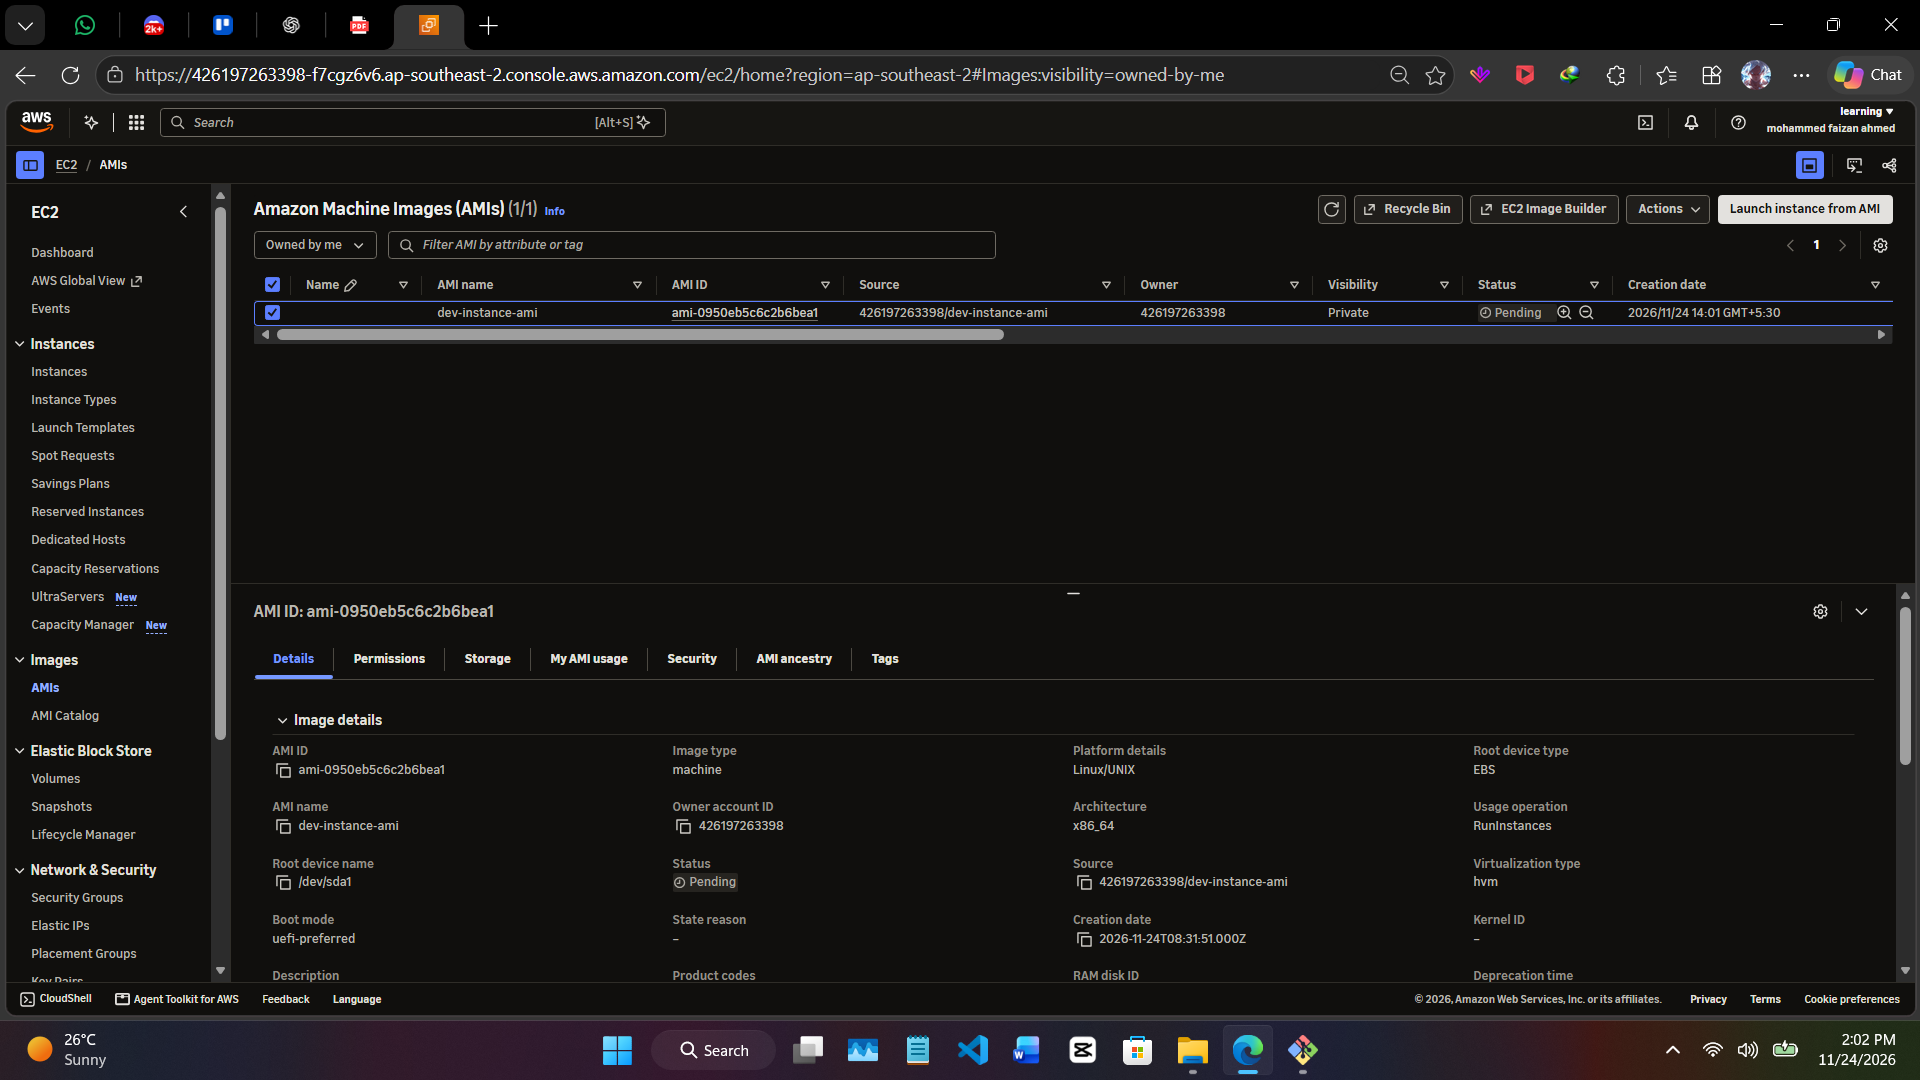 2k+
PDF
https://426197263398-f7cgz6v6.ap-southeast-2.console.aws.amazon.com/ec2/home?region=ap-southeast-2#Images:visibility=owned-by-me
Chat
aws
Search
[Alt+S]
learning
mohammed faizan ahmed
EC2 / AMIs
EC2
Dashboard
AWS Global View
Events
Instances
Instances
Instance Types
Launch Templates
Spot Requests
Savings Plans
Reserved Instances
Dedicated Hosts
Capacity Reservations
UltraServers New
Capacity Manager New
Images
AMIs
AMI Catalog
Elastic Block Store
Volumes
Snapshots
Lifecycle Manager
Network & Security
Security Groups
Elastic IPs
Placement Groups
Key Pairs
Amazon Machine Images (AMIs) (1/1) Info
Recycle Bin
EC2 Image Builder
Actions
Launch instance from AMI
Owned by me
Filter AMI by attribute or tag
1
Name AMI name AMI ID Source Owner Visibility Status Creation date
dev-instance-ami ami-0950eb5c6c2b6bea1 426197263398/dev-instance-ami 426197263398 Private Pending 2026/11/24 14:01 GMT+5:30
AMI ID: ami-0950eb5c6c2b6bea1
Details Permissions Storage My AMI usage Security AMI ancestry Tags
Image details
AMI ID Image type Platform details Root device type
ami-0950eb5c6c2b6bea1 machine Linux/UNIX EBS
AMI name Owner account ID Architecture Usage operation
dev-instance-ami 426197263398 x86_64 RunInstances
Root device name Status Source Virtualization type
/dev/sda1 Pending 426197263398/dev-instance-ami hvm
Boot mode State reason Creation date Kernel ID
uefi-preferred – 2026-11-24T08:31:51.000Z –
Description Product codes RAM disk ID Deprecation time
CloudShell Agent Toolkit for AWS Feedback Language
© 2026, Amazon Web Services, Inc. or its affiliates. Privacy Terms Cookie preferences
26°C
Sunny
Search
2:02 PM
11/24/2026